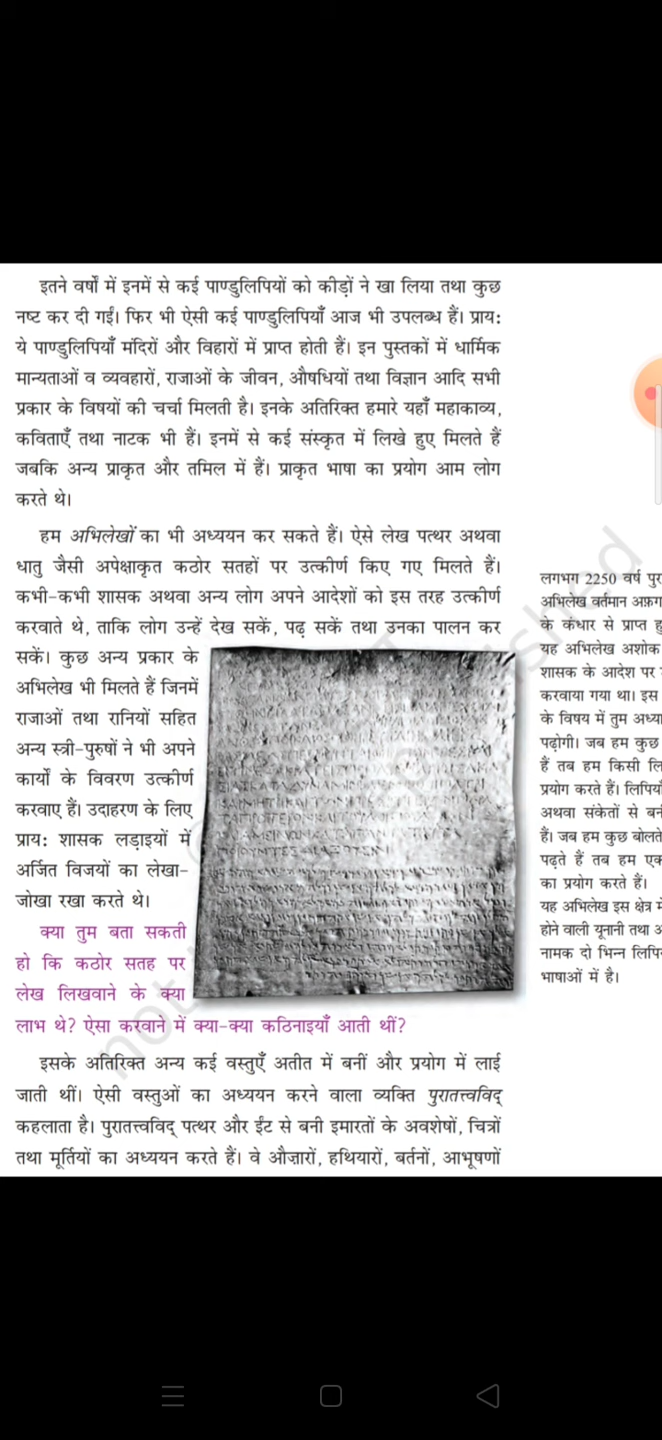 इतने वर्षों में इनमें से कई पाण्डुलिपियों को कीड़ों ने खा लिया तथा कुछ
नष्ट कर दी गईं। फिर भी ऐसी कई पाण्डुलिपियाँ आज भी उपलब्ध हैं। प्राय:
ये पाण्डुलिपियाँ मंदिरों और विहारों में प्राप्त होती हैं। इन पुस्तकों में धार्मिक
मान्यताओं व व्यवहारों, राजाओं के जीवन, औषधियों तथा विज्ञान आदि सभी
प्रकार के विषयों की चर्चा मिलती है। इनके अतिरिक्त हमारे यहाँ महाकाव्य,
कविताएँ तथा नाटक भी हैं। इनमें से कई संस्कृत में लिखे हुए मिलते हैं
जबकि अन्य प्राकृत और तमिल में हैं। प्राकृत भाषा का प्रयोग आम लोग
करते थे।
हम अभिलेखों का भी अध्ययन कर सकते हैं। ऐसे लेख पत्थर अथवा
धातु जैसी अपेक्षाकृत कठोर सतहों पर उत्कीर्ण किए गए मिलते हैं।
कभी-कभी शासक अथवा अन्य लोग अपने आदेशों को इस तरह उत्कीर्ण
करवाते थे, ताकि लोग उन्हें देख सकें, पढ़ सकें तथा उनका पालन कर
सकें। कुछ अन्य प्रकार के
अभिलेख भी मिलते हैं जिनमें
राजाओं तथा रानियों सहित
अन्य स्त्री-पुरुषों ने भी अपने
कार्यों के विवरण उत्कीर्ण
करवाए हैं। उदाहरण के लिए
प्राय: शासक लड़ाइयों में
अर्जित विजयों का लेखा-
जोखा रखा करते थे।
क्या तुम बता सकती
हो कि कठोर सतह पर
लेख लिखवाने के क्या
लाभ थे? ऐसा करवाने में क्या-क्या कठिनाइयाँ आती थीं?
इसके अतिरिक्त अन्य कई वस्तुएँ अतीत में बनीं और प्रयोग में लाई
जाती थीं। ऐसी वस्तुओं का अध्ययन करने वाला व्यक्ति पुरातत्त्वविद्
कहलाता है। पुरातत्त्वविद् पत्थर और ईंट से बनी इमारतों के अवशेषों, चित्रों
तथा मूर्तियों का अध्ययन करते हैं। वे औज़ारों, हथियारों, बर्तनों, आभूषणों
लगभग 2250 वर्ष पुर
अभिलेख वर्तमान अफ़ग
के कंधार से प्राप्त हु
यह अभिलेख अशोक
शासक के आदेश पर
करवाया गया था। इस
के विषय में तुम अध्या
पढ़ोगी। जब हम कुछ
हैं तब हम किसी लि
प्रयोग करते हैं। लिपियाँ
अथवा संकेतों से बन
हैं। जब हम कुछ बोलते
पढ़ते हैं तब हम एक
का प्रयोग करते हैं।
यह अभिलेख इस क्षेत्र मे
होने वाली यूनानी तथा अ
नामक दो भिन्न लिपि
भाषाओं में है।